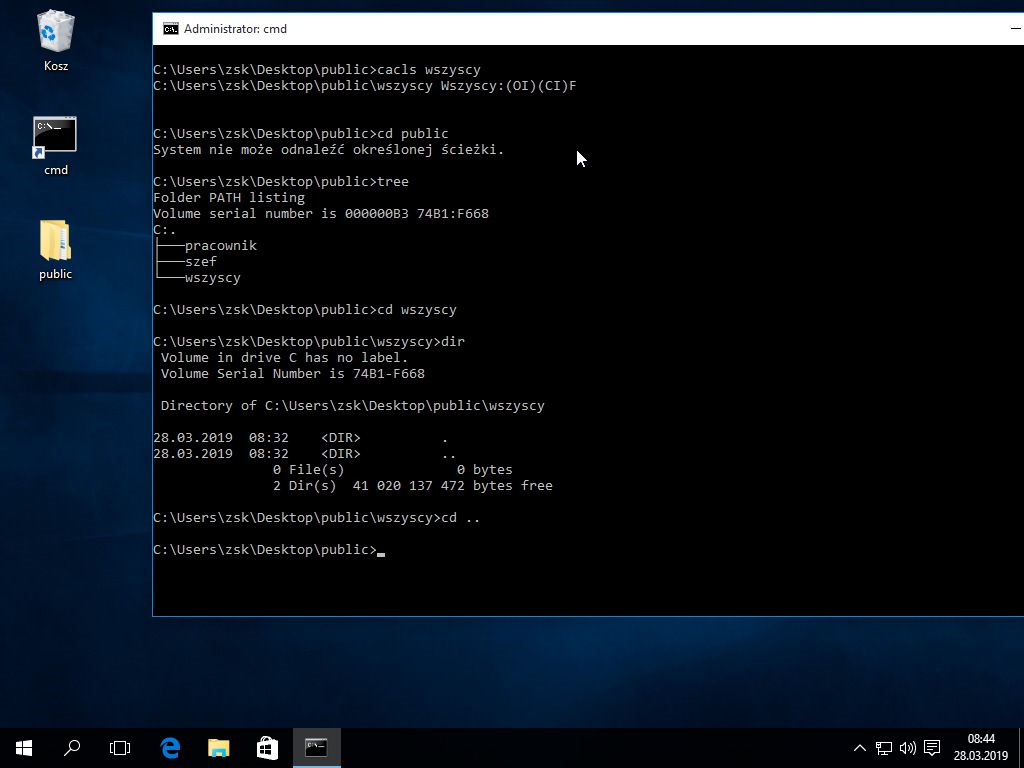 Kosz
cmd
public
Administrator: cmd
C:\Users\zsk\Desktop\public>cacls wszyscy
C:\Users\zsk\Desktop\public\wszyscy Wszyscy:(OI)(CI)F
C:\Users\zsk\Desktop\public>cd public
System nie może odnaleźć określonej ścieżki.
C:\Users\zsk\Desktop\public>tree
Folder PATH listing
Volume serial number is 000000B3 74B1:F668
C:.
├───pracownik
├───szef
└───wszyscy
C:\Users\zsk\Desktop\public>cd wszyscy
C:\Users\zsk\Desktop\public\wszyscy>dir
Volume in drive C has no label.
Volume Serial Number is 74B1-F668
Directory of C:\Users\zsk\Desktop\public\wszyscy
28.03.2019  08:32    <DIR>          .
28.03.2019  08:32    <DIR>          ..
0 File(s)              0 bytes
2 Dir(s)  41 020 137 472 bytes free
C:\Users\zsk\Desktop\public\wszyscy>cd ..
C:\Users\zsk\Desktop\public>
08:44
28.03.2019